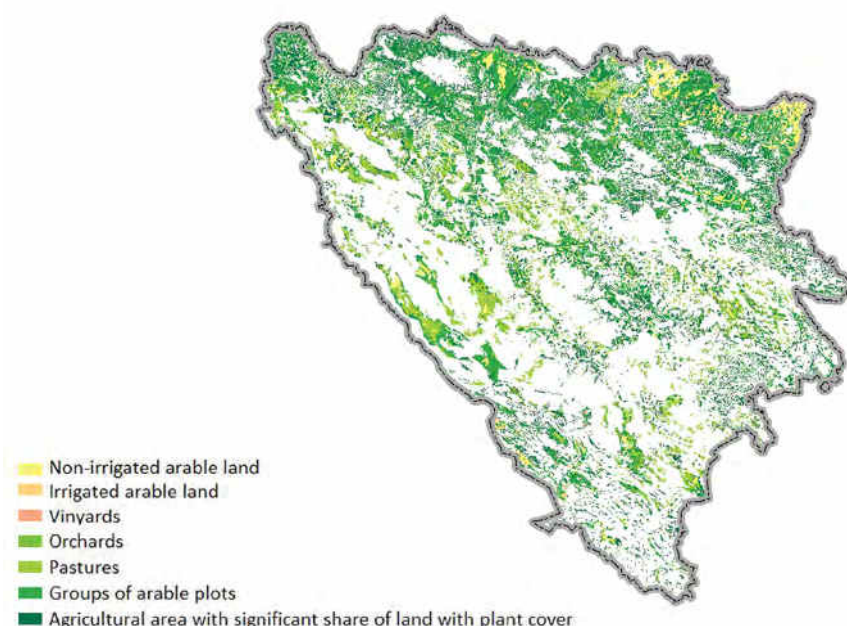 Non-irrigated arable land
Irrigated arable land
Vinyards
Orchards
Pastures
Groups of arable plots
Agricultural area with significant share of land with plant cover